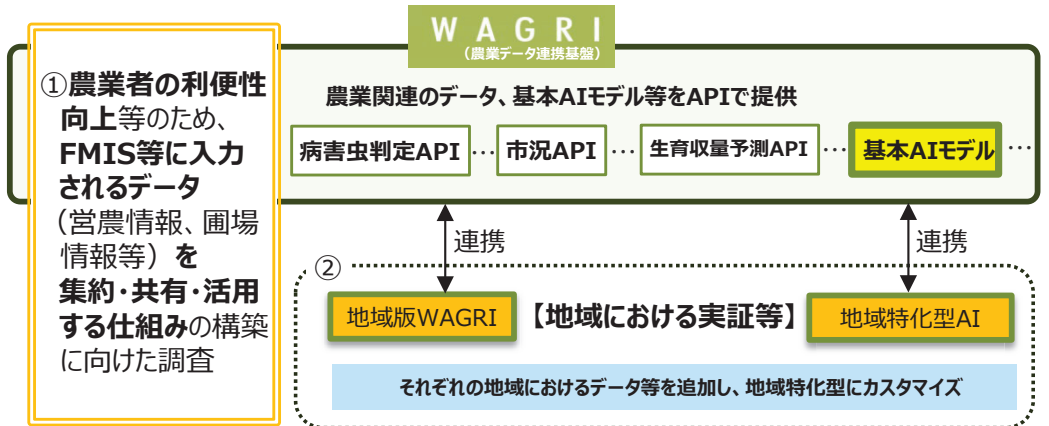 WAGRI
（農業データ連携基盤）
①農業者の利便性
向上等のため、
FMIS等に入力
されるデータ
（営農情報、圃場
情報等）を
集約・共有・活用
する仕組みの構築
に向けた調査
農業関連のデータ、基本AIモデル等をAPIで提供
病害虫判定API … 市況API … 生育収量予測API … 基本AIモデル …
連携 連携
②
地域版WAGRI 【地域における実証等】 地域特化型AI
それぞれの地域におけるデータ等を追加し、地域特化型にカスタマイズ